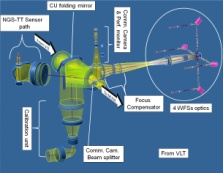 CU folding mirror
NGS-TT Sensor
path
Comm. Camera
& Perf. monitor
Calibration unit
Focus
Compensator
4 WFSs optics
Comm. Cam.
Beam splitter
From VLT